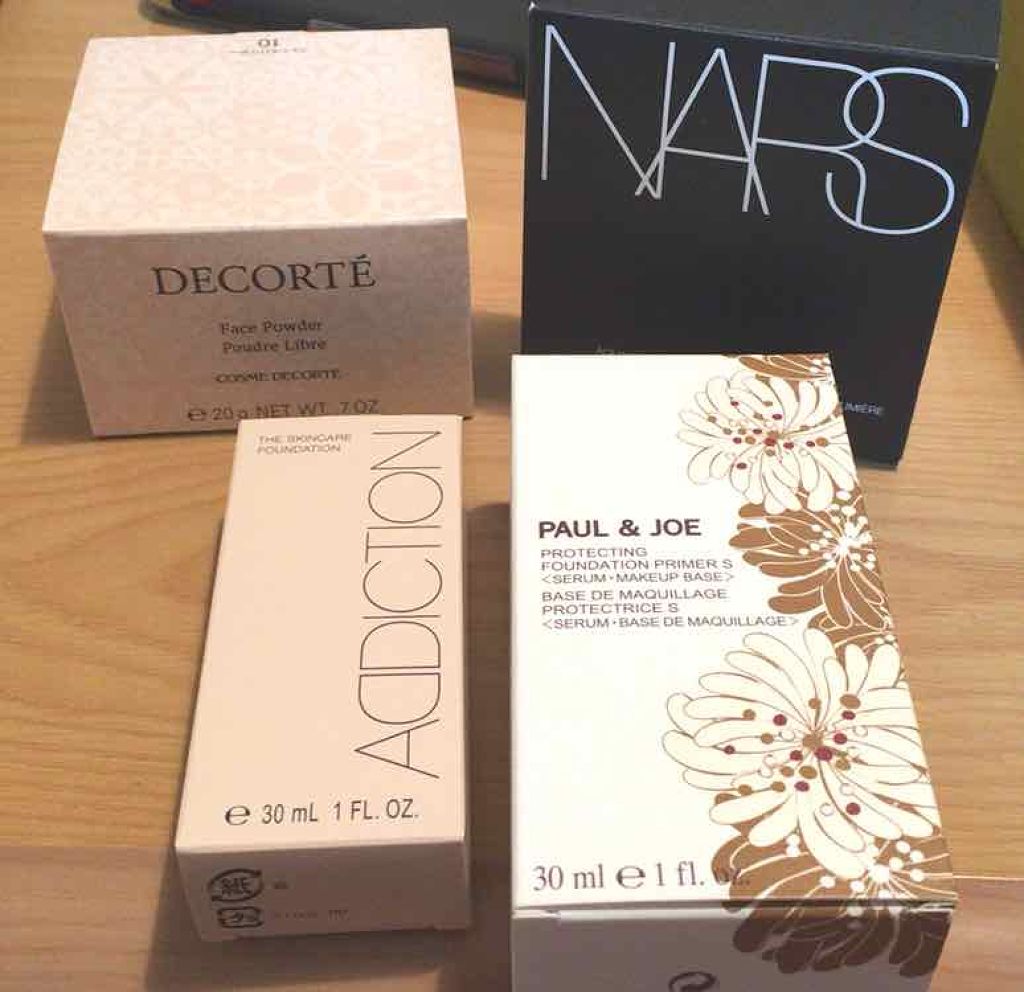 01
DECORTÉ
Face Powder
Poudre Libre
COSME DECORTE
℮ 20 g NET WT. .7 OZ
NARS
THE SKINCARE
FOUNDATION
ADDICTION
℮ 30 mL 1 FL. OZ.
PAUL & JOE
PROTECTING
FOUNDATION PRIMER S
<SERUM・MAKEUP BASE>
BASE DE MAQUILLAGE
PROTECTRICE S
<SERUM・BASE DE MAQUILLAGE>
30 ml ℮ 1 fl. oz.